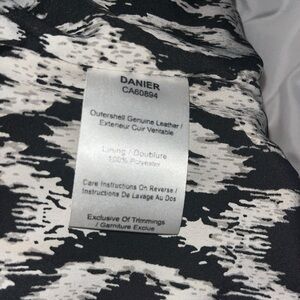 DANIER
CA60894
Outershell Genuine Leather /
Exterieur Cuir Veritable
Lining / Doublure
100% Polyester
Care Instructions On Reverse /
Instructions De Lavage Au Dos
Exclusive Of Trimmings
/ Garniture Exclue